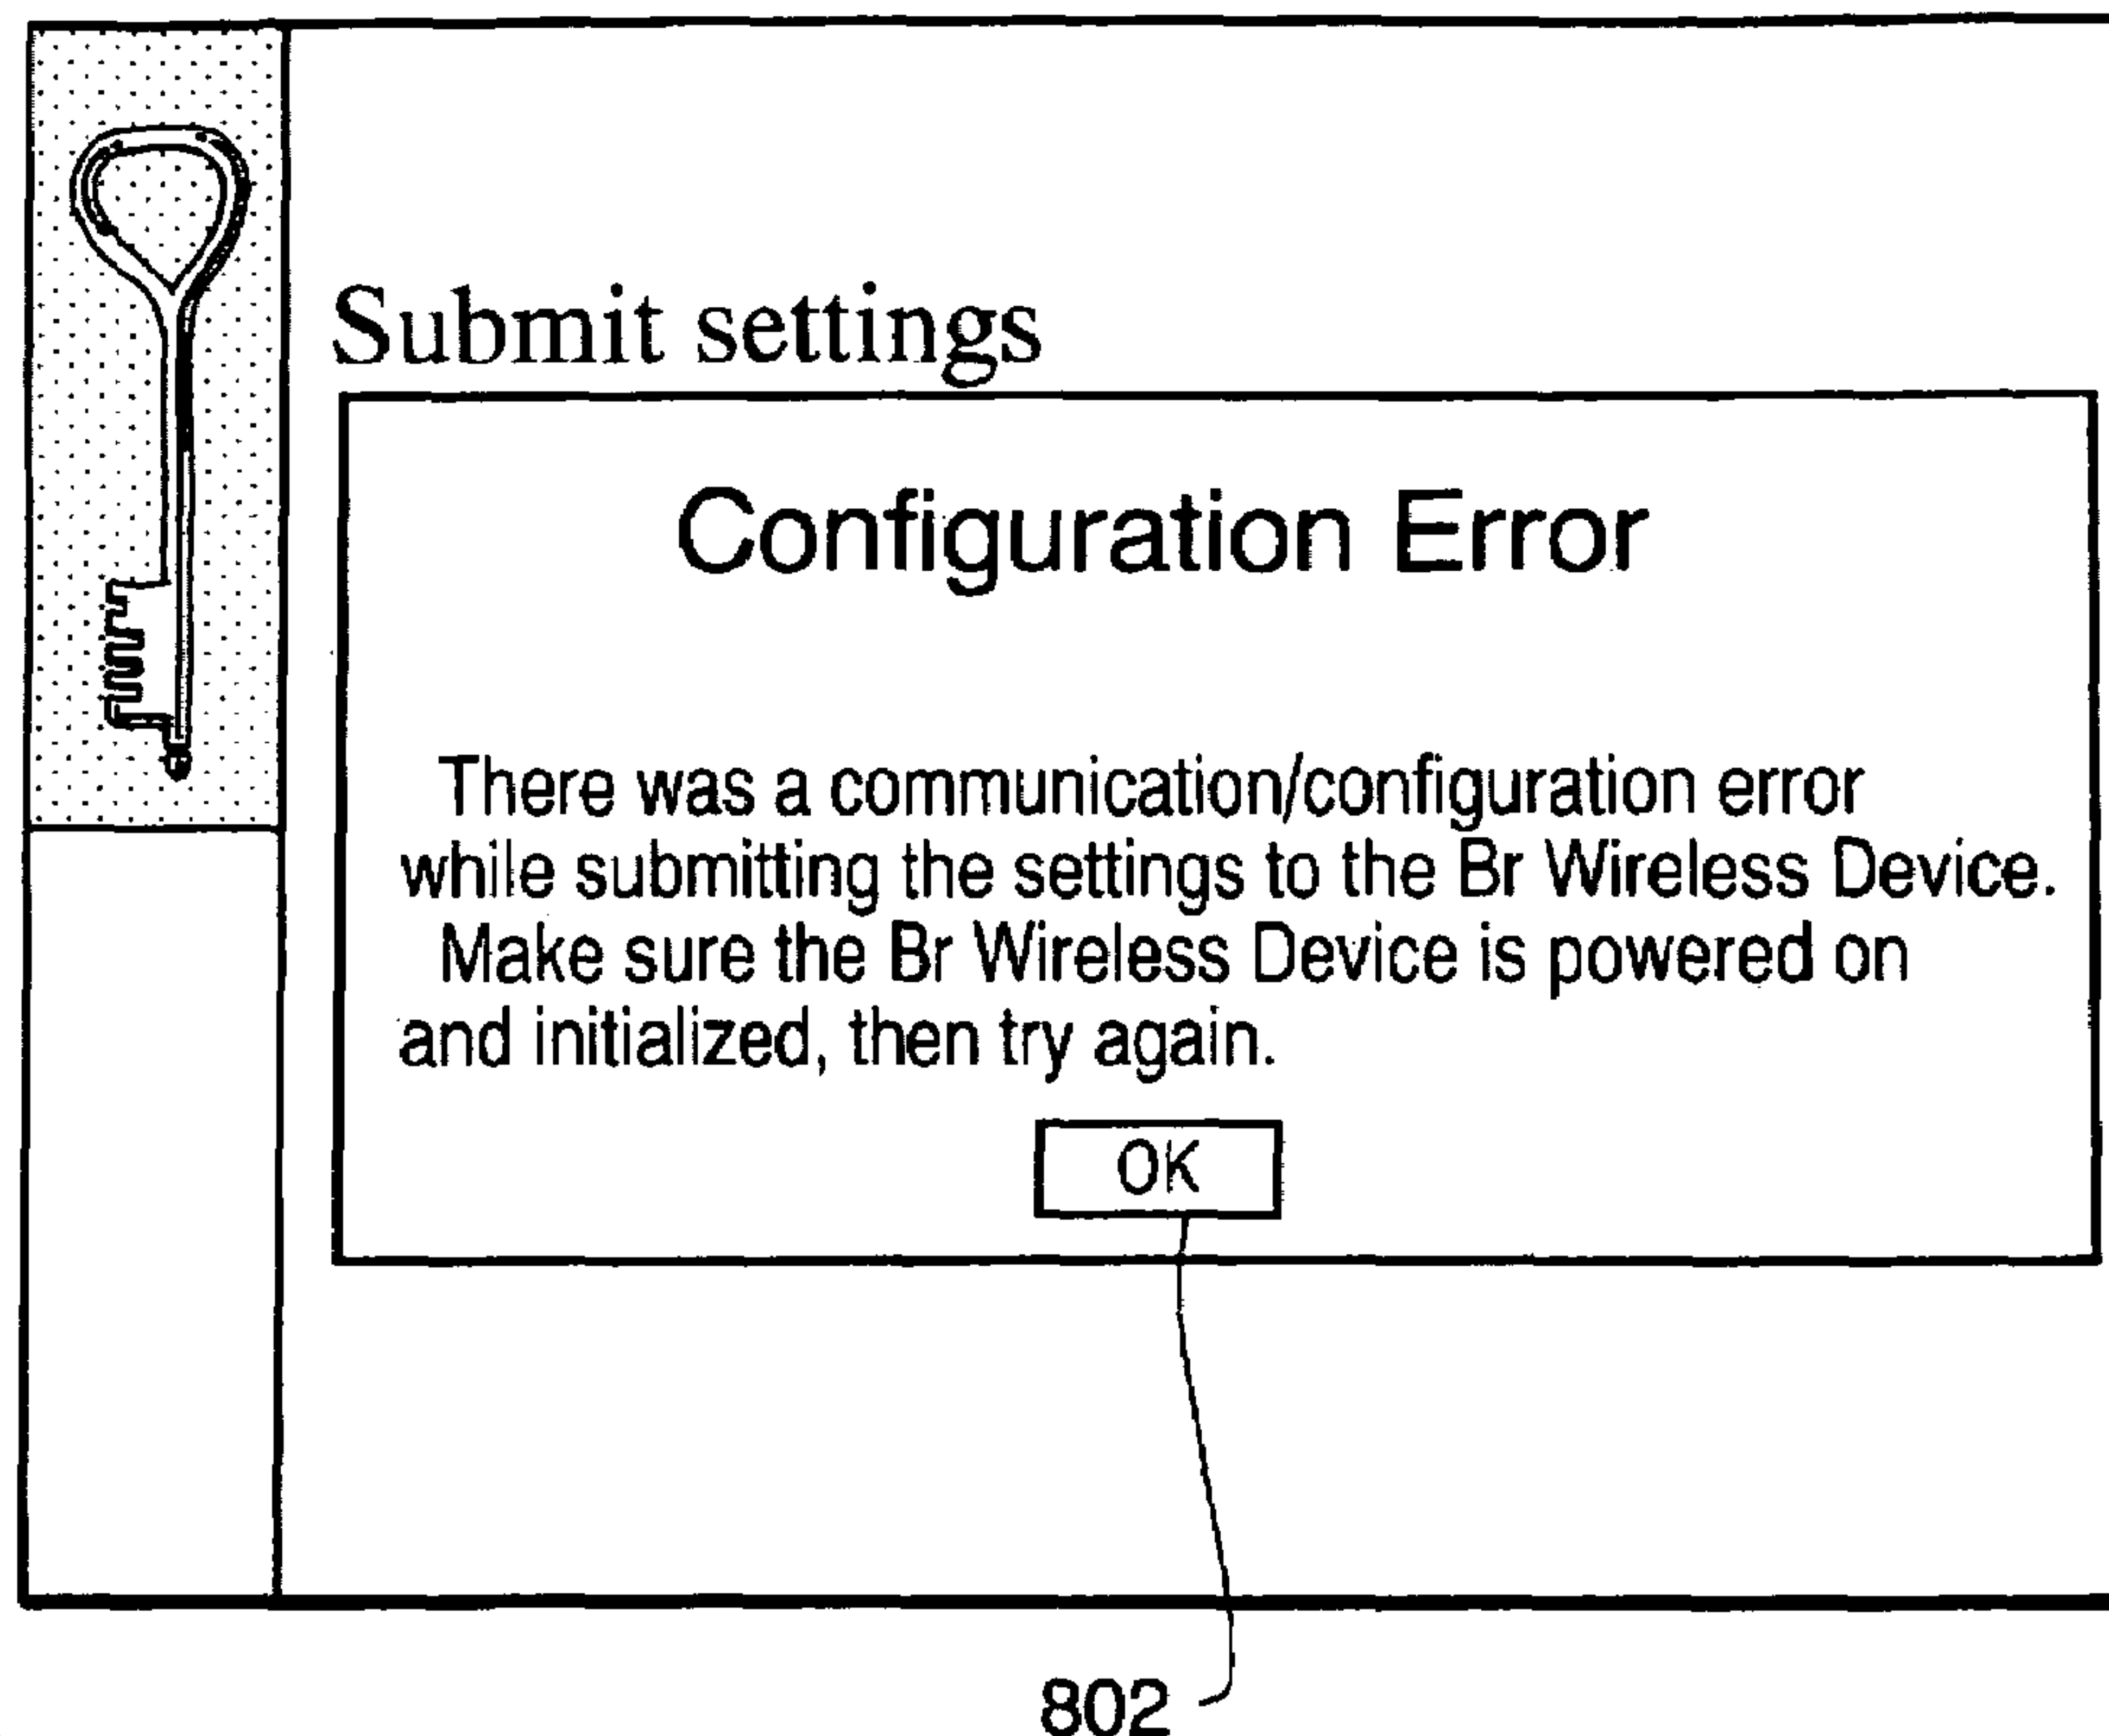 Submit settings
Configuration Error
There was a communication/configuration error
while submitting the settings to the Br Wireless Device.
Make sure the Br Wireless Device is powered on
and initialized, then try again.
OK
802